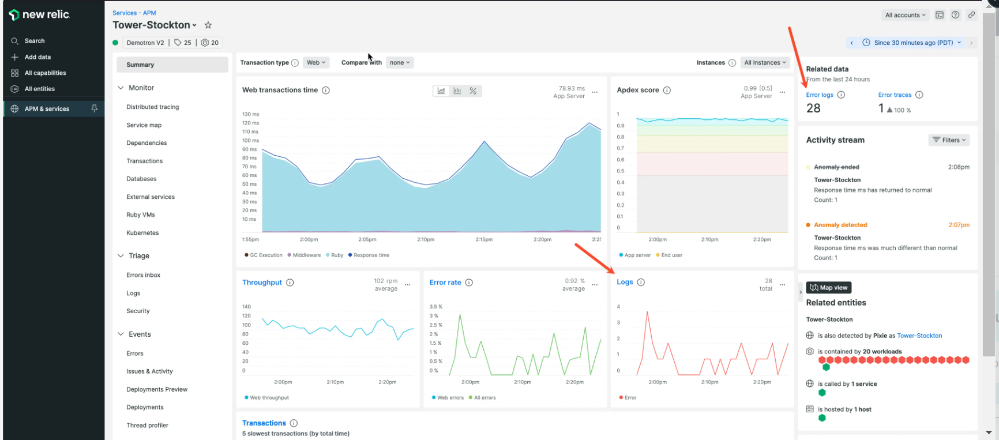 new relic.
Search
Add data
All capabilities
All entities
APM & services
Services - APM
Tower-Stockton
Demotron V2 | 25 | 20
All accounts
Since 30 minutes ago (PDT)
Summary
Monitor
Distributed tracing
Service map
Dependencies
Transactions
Databases
External services
Ruby VMs
Kubernetes
Triage
Errors inbox
Logs
Security
Events
Errors
Issues & Activity
Deployments Preview
Deployments
Thread profiler
Transaction type Web Compare with none
Instances All Instances
Web transactions time
78.93 ms
App Server
130 ms
120 ms
110 ms
100 ms
90 ms
80 ms
70 ms
60 ms
50 ms
40 ms
30 ms
20 ms
10 ms
1:55pm 2:00pm 2:05pm 2:10pm 2:15pm 2:20pm 2:25
GC Execution Middleware Ruby Response time
Apdex score
0.99 [0.5]
App Server
1
0.9
0.8
0.7
0.6
0.5
0.4
0.3
0.2
0.1
0
2:00pm 2:10pm 2:20pm
App server End user
Throughput
102 rpm
average
140
120
100
80
60
40
20
0
2:00pm 2:10pm 2:20pm
Web throughput
Error rate
0.92 %
average
3.5 %
3 %
2.5 %
2 %
1.5 %
1 %
0.5 %
0 %
2:00pm 2:10pm 2:20pm
Web errors All errors
Logs
28
total
4
3
2
1
0
2:00pm 2:10pm 2:20pm
Error
Transactions
5 slowest transactions (by total time)
Related data
From the last 24 hours
Error logs Error traces
28 1 100 %
Activity stream
Filters
Anomaly ended 2:08pm
Tower-Stockton
Response time ms has returned to normal
Count: 1
Anomaly detected 2:07pm
Tower-Stockton
Response time ms was much different than normal
Count: 1
Map view
Related entities
Tower-Stockton
is also detected by Pixie as Tower-Stockton
is contained by 20 workloads
is called by 1 service
is hosted by 1 host